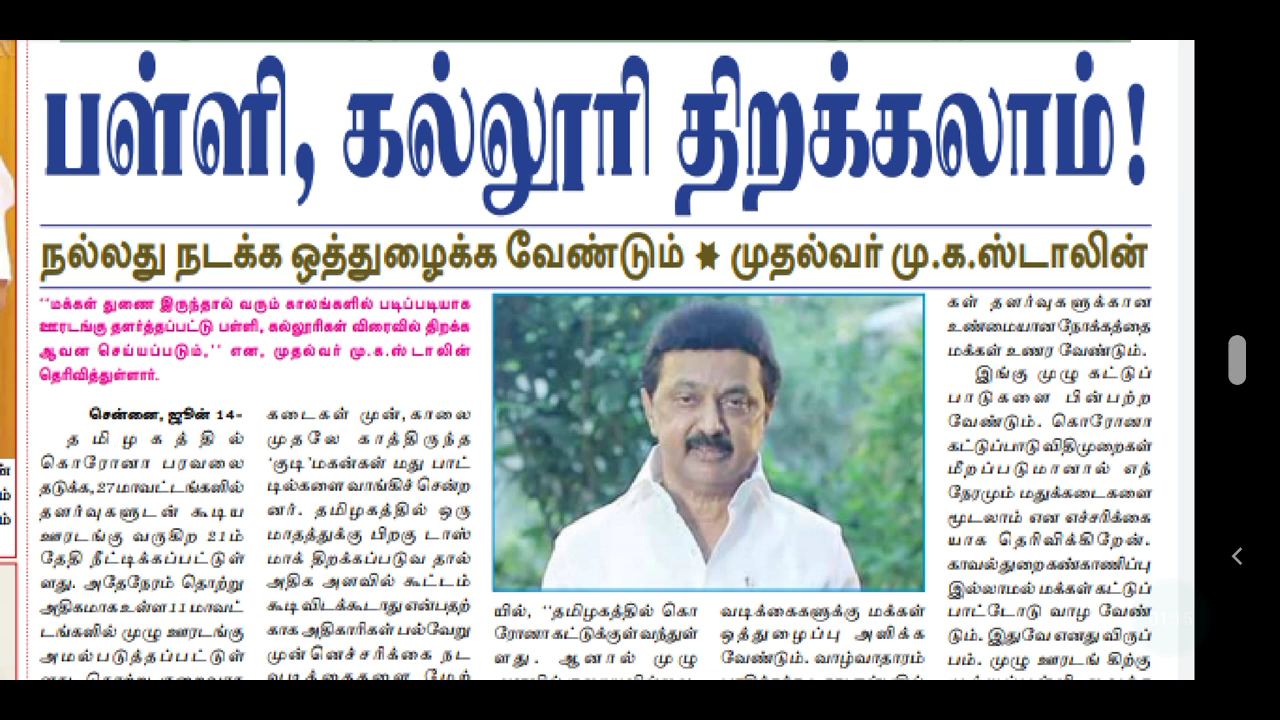 பள்ளி, கல்லூரி திறக்கலாம்!
நல்லது நடக்க ஒத்துழைக்க வேண்டும் ✸ முதல்வர் மு.க.ஸ்டாலின்
‘‘மக்கள் துணை இருந்தால் வரும் காலங்களில் படிப்படியாக
ஊரடங்கு தளர்த்தப்பட்டு பள்ளி, கல்லூரிகள் விரைவில் திறக்க
ஆவன செய்யப்படும்,’’ என, முதல்வர் மு.க.ஸ் டாலின்
தெரிவித்துள்ளார்.
சென்னை, ஜூன் 14-
தமிழகத்தில்
கொரோனா பரவலை
தடுக்க, 27 மாவட்டங்களில்
தளர்வுகளுடன் கூடிய
ஊரடங்கு வருகிற 21ம்
தேதி நீட்டிக்கப்பட்டுள்
ளது. அதேநேரம் தொற்று
அதிகமாக உள்ள 11 மாவட்
டங்களில் முழு ஊரடங்கு
அமல்படுத்தப்பட்டுள்
கடைகள் முன், காலை
முதலே காத்திருந்த
‘குடி’மகன்கள் மது பாட்
டில்களை வாங்கிச் சென்ற
னர். தமிழகத்தில் ஒரு
மாதத்துக்கு பிறகு டாஸ்
மாக் திறக்கப்படுவ தால்
அதிக அளவில் கூட்டம்
கூடி விடக்கூடாது என்பதற்
காக அதிகாரிகள் பல்வேறு
முன் னெச்சரிக்கை நட
யில், ‘‘தமிழகத்தில் கொ
ரோனா கட்டுக்குள் வந்துள்
ளது. ஆனால் முழு
வடிக்கைகளுக்கு மக்கள்
ஒத்துழைப்பு அளிக்க
வேண்டும். வாழ்வாதாரம்
கள் தளர்வுகளுக்கான
உண்மையான நோக்கத்தை
மக்கள் உணர வேண்டும்.
இங்கு முழு கட்டுப்
பாடுகளை பின்பற்ற
வேண்டும். கொரோனா
கட்டுப்பாடு விதிமுறைகள்
மீறப்படுமானால் எந்
நேரமும் மதுக்கடைகளை
மூடலாம் என எச்சரிக்கை
யாக தெரிவிக்கிறேன்.
காவல்துறை கண்காணிப்பு
இல்லாமல் மக்கள் கட்டுப்
பாட்டோடு வாழ வேண்
டும். இதுவே எனது விருப்
பம். முழு ஊரடங் கிற்கு